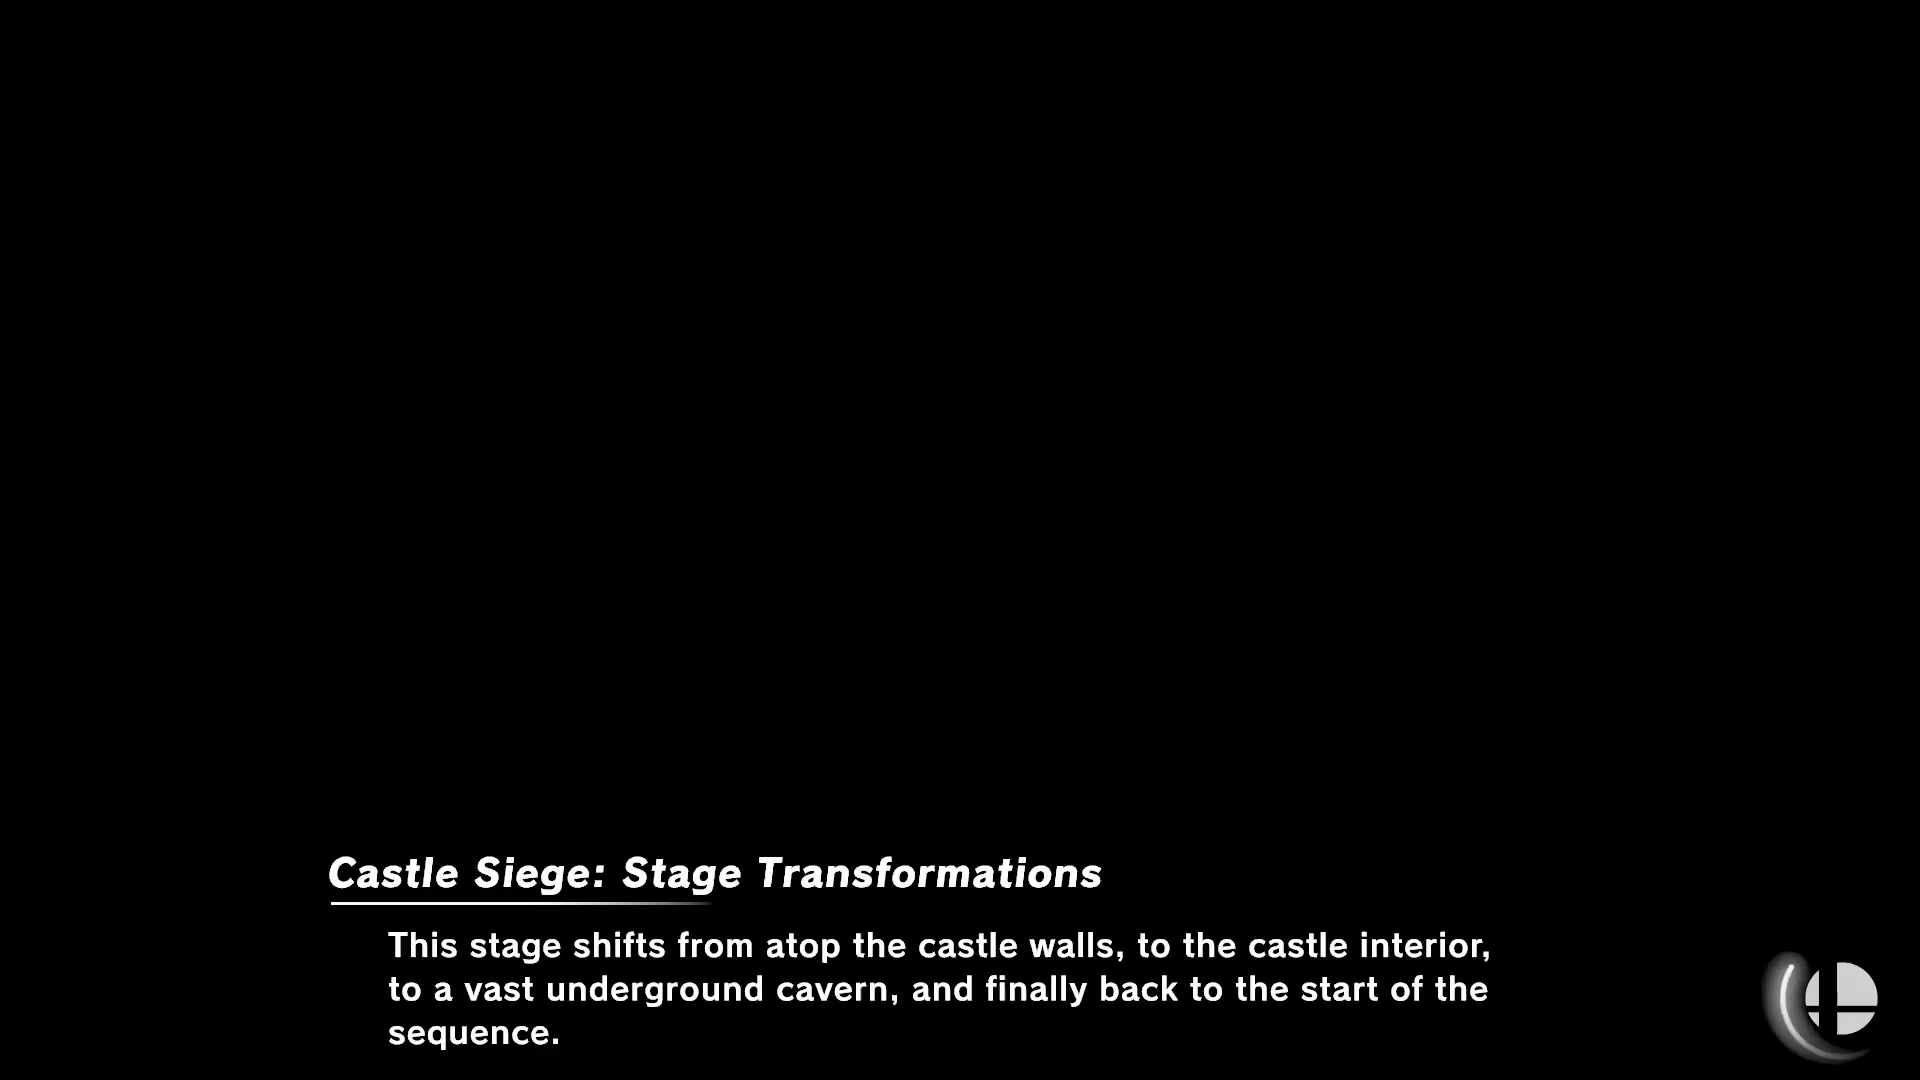 Castle Siege: Stage Transformations
This stage shifts from atop the castle walls, to the castle interior,
to a vast underground cavern, and finally back to the start of the
sequence.